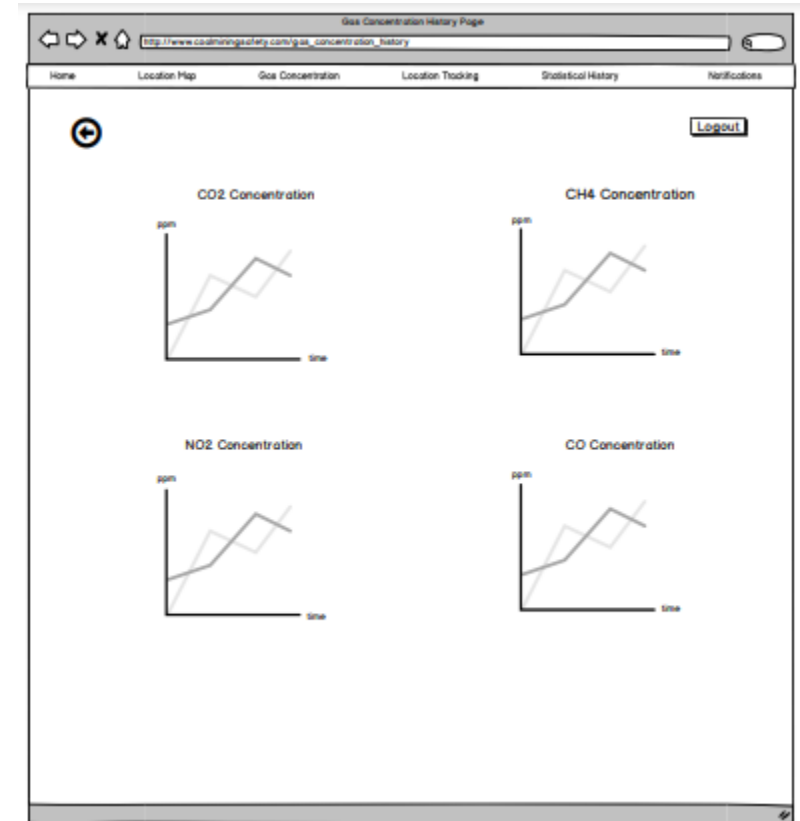 Gas Concentration History Page
http://www.coalminingsafety.com/gas_concentration_history
Home Location Map Gas Concentration Location Tracking Statistical History Notifications
Logout
CO2 Concentration
CH4 Concentration
ppm
ppm
time
time
NO2 Concentration
CO Concentration
ppm
ppm
time
time